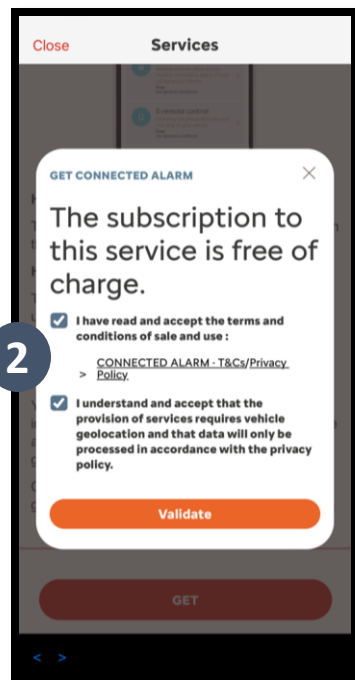 Close Services
E-remote control
GET CONNECTED ALARM
The subscription to
this service is free of
charge.
I have read and accept the terms and
conditions of sale and use :
CONNECTED ALARM - T&Cs/Privacy
> Policy
2
I understand and accept that the
provision of services requires vehicle
geolocation and that data will only be
processed in accordance with the privacy
policy.
Validate
GET
< >